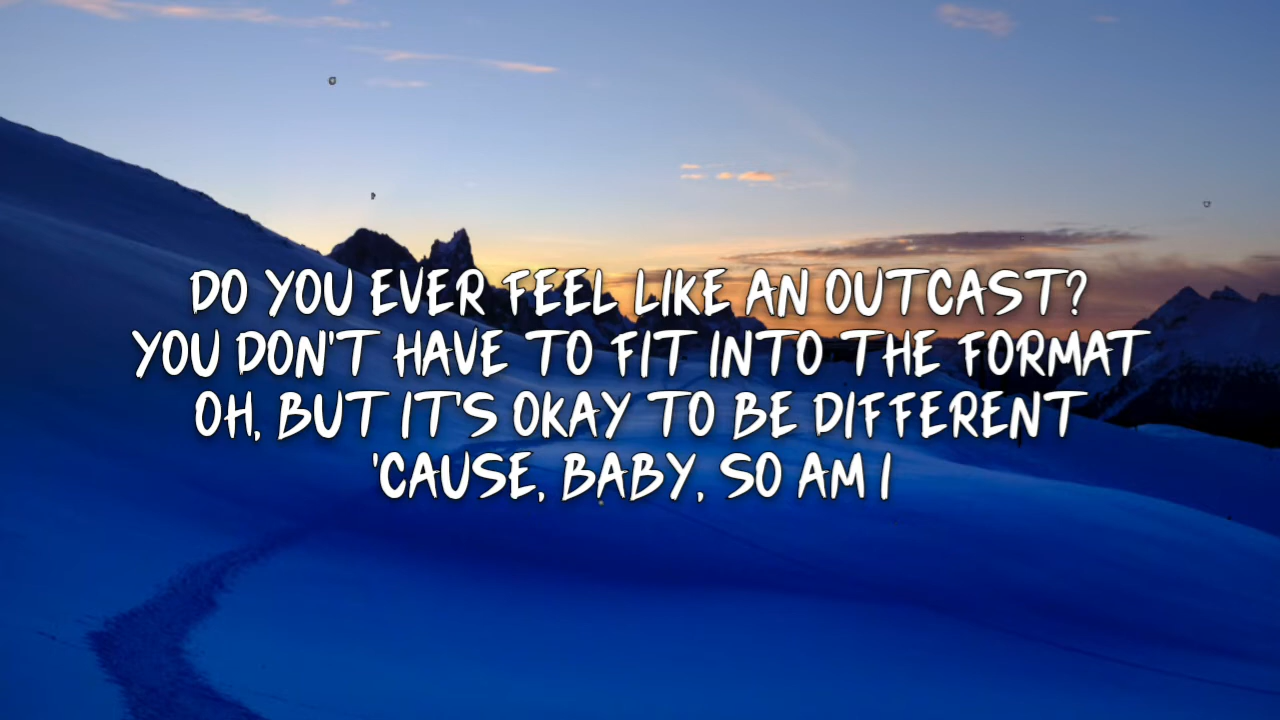 DO YOU EVER FEEL LIKE AN OUTCAST?
YOU DON'T HAVE TO FIT INTO THE FORMAT
OH, BUT IT'S OKAY TO BE DIFFERENT
'CAUSE, BABY, SO AM I